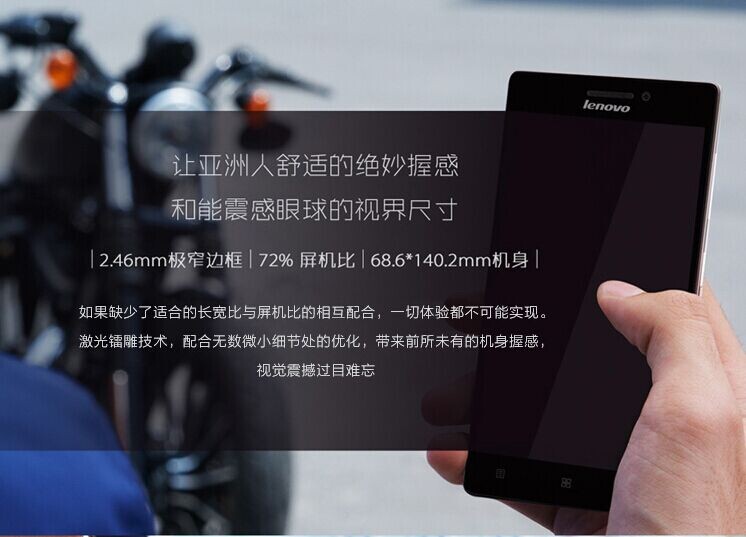 lenovo
让亚洲人舒适的绝妙握感
和能震感眼球的视界尺寸
|2.46mm极窄边框|72% 屏机比|68.6*140.2mm机身|
如果缺少了适合的长宽比与屏机比的相互配合，一切体验都不可能实现。
激光镭雕技术，配合无数微小细节处的优化，带来前所未有的机身握感，
视觉震撼过目难忘